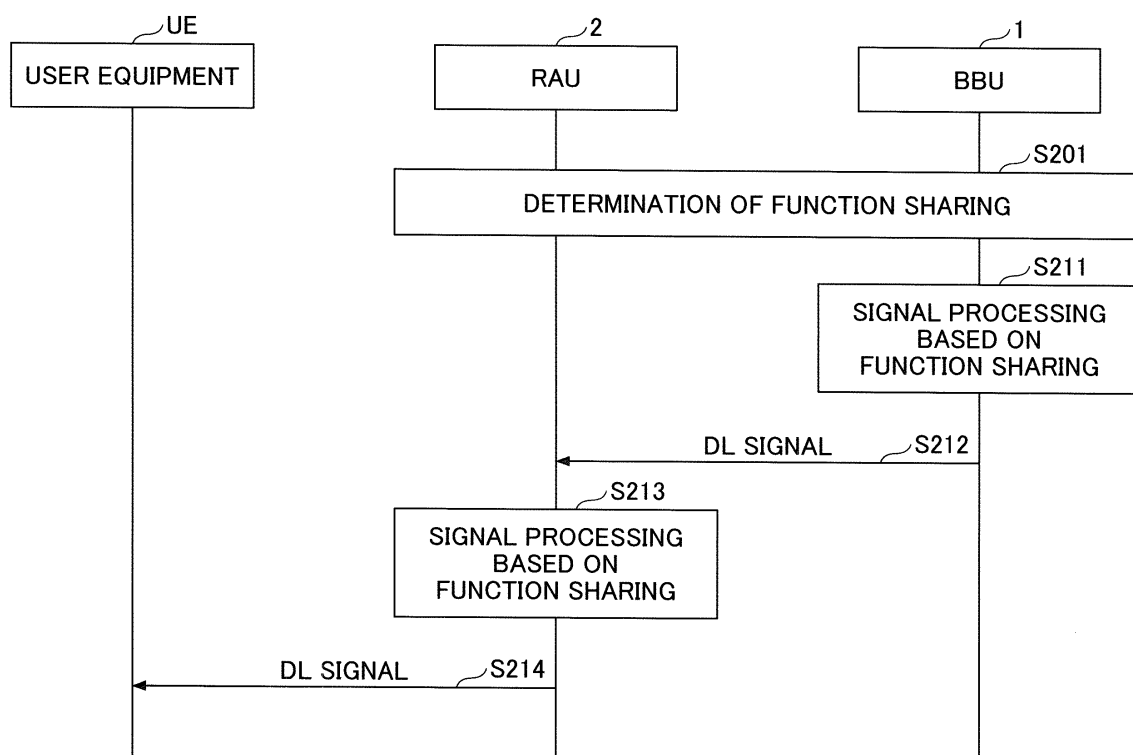 UE
2
1
USER EQUIPMENT
RAU
BBU
S201
DETERMINATION OF FUNCTION SHARING
S211
SIGNAL PROCESSING
BASED ON
FUNCTION SHARING
DL SIGNAL
S212
S213
SIGNAL PROCESSING
BASED ON
FUNCTION SHARING
DL SIGNAL
S214